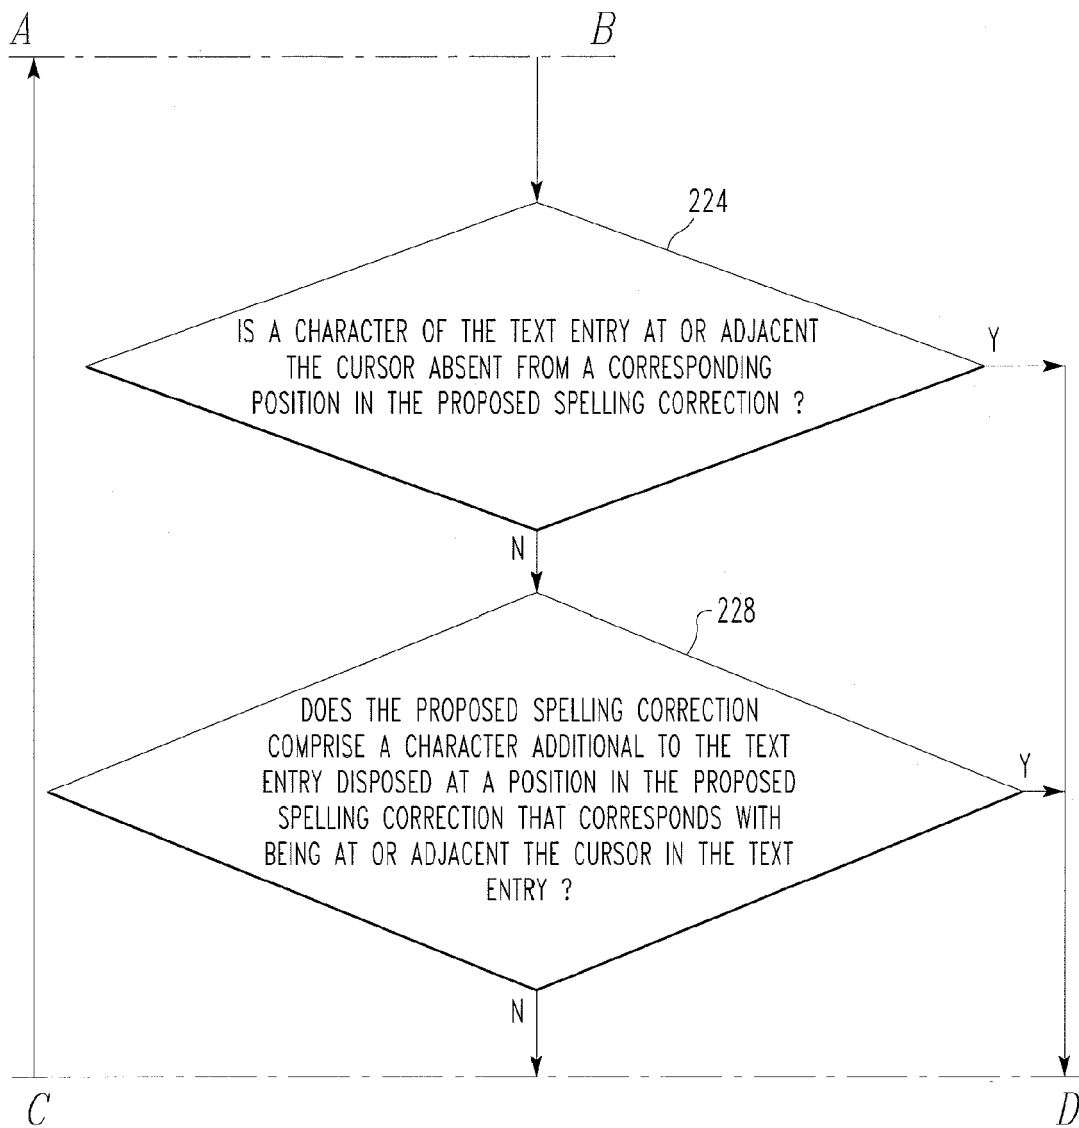 A
B
224
IS A CHARACTER OF THE TEXT ENTRY AT OR ADJACENT
THE CURSOR ABSENT FROM A CORRESPONDING
POSITION IN THE PROPOSED SPELLING CORRECTION ?
Y
N
228
DOES THE PROPOSED SPELLING CORRECTION
COMPRISE A CHARACTER ADDITIONAL TO THE TEXT
ENTRY DISPOSED AT A POSITION IN THE PROPOSED
SPELLING CORRECTION THAT CORRESPONDS WITH
BEING AT OR ADJACENT THE CURSOR IN THE TEXT
ENTRY ?
Y
N
C
D